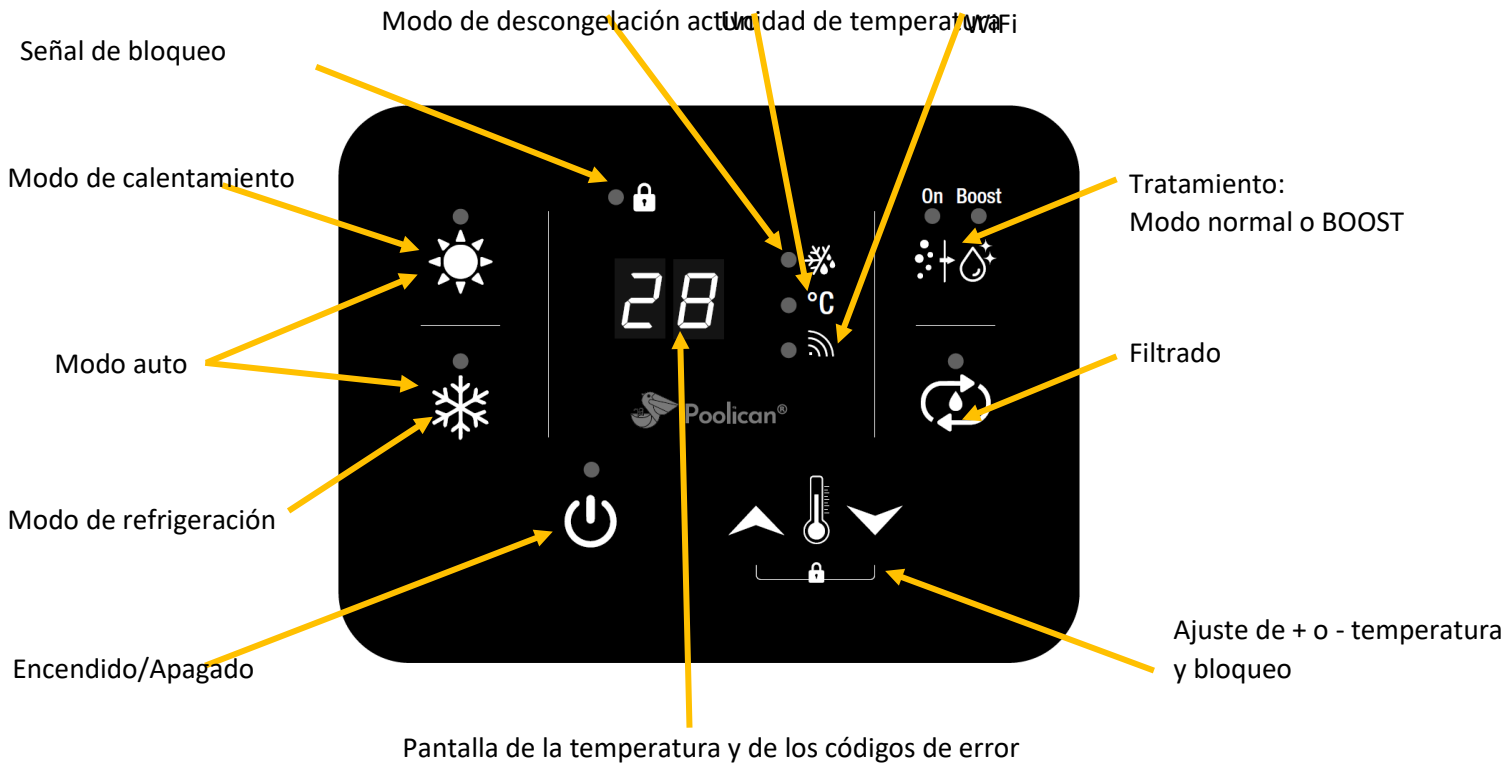 Modo de descongelación activo
Unidad de temperatura
WiFi
Señal de bloqueo
Modo de calentamiento
Tratamiento:
Modo normal o BOOST
On Boost
28
°C
Modo auto
Filtrado
Poolican®
Modo de refrigeración
Encendido/Apagado
Ajuste de + o - temperatura
y bloqueo
Pantalla de la temperatura y de los códigos de error